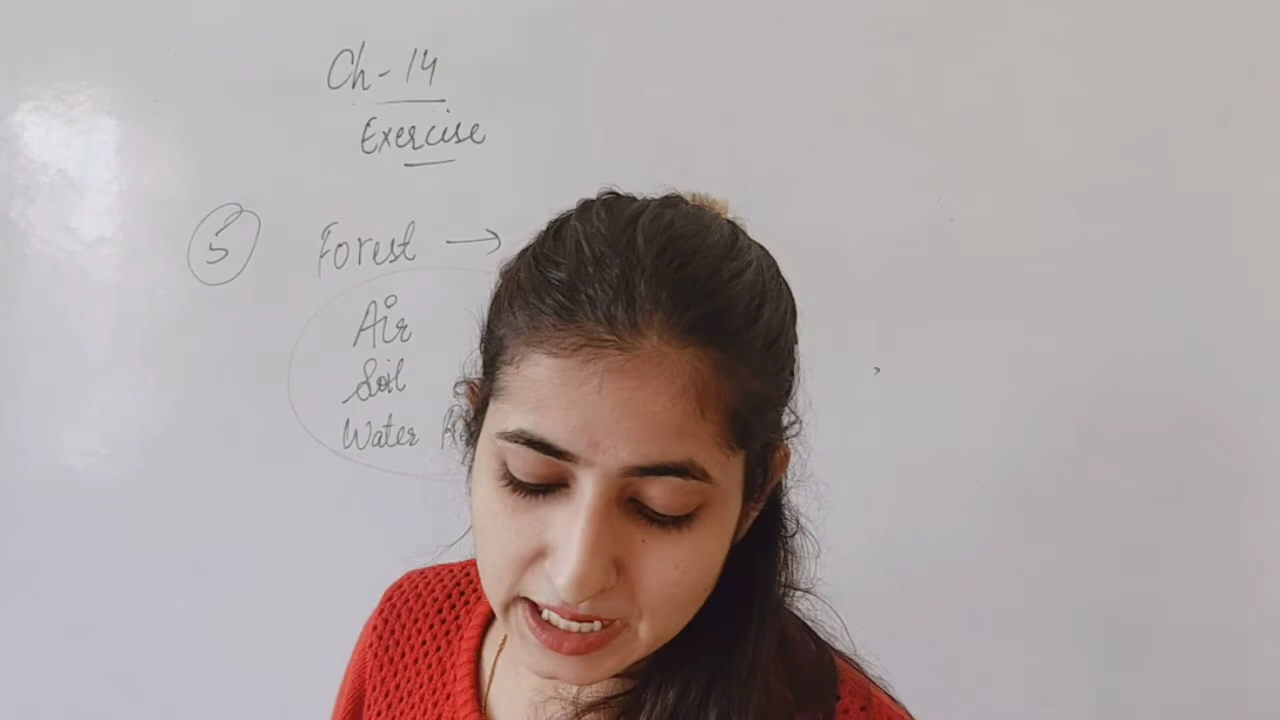 Ch-14
Exercise
5 Forest →
Air
Soil
Water